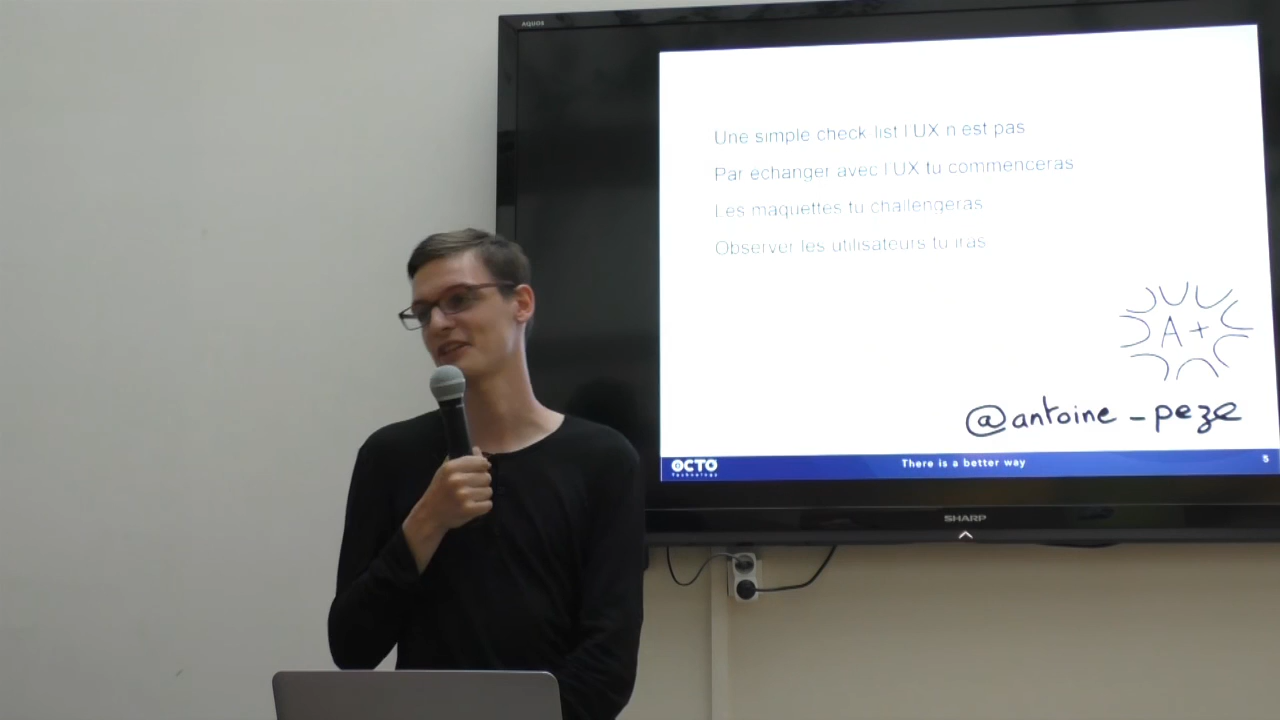 AQUOS
Une simple check list l'UX n'est pas
Par échanger avec l'UX tu commenceras
Les maquettes tu challengeras
Observer les utilisateurs tu iras
A+
@antoine_peze
OCTO
Technology
There is a better way
5
SHARP